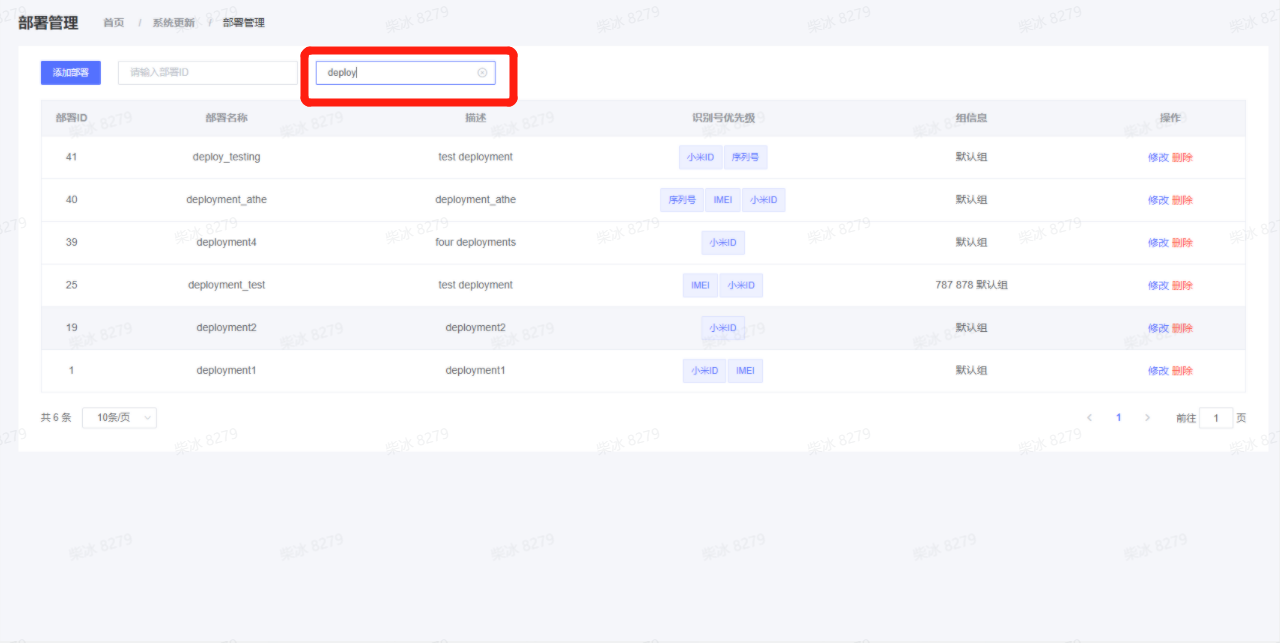 部署管理 首页 / 系统更新 / 部署管理
添加部署 请输入部署ID deploy
部署ID 部署名称 描述 识别号优先级 组信息 操作
41 deploy_testing test deployment 小米ID 序列号 默认组 修改 删除
40 deployment_athe deployment_athe 序列号 IMEI 小米ID 默认组 修改 删除
39 deployment4 four deployments 小米ID 默认组 修改 删除
25 deployment_test test deployment IMEI 小米ID 787 878 默认组 修改 删除
19 deployment2 deployment2 小米ID 默认组 修改 删除
1 deployment1 deployment1 小米ID IMEI 默认组 修改 删除
共 6 条 10条/页 1 前往 1 页
柴冰 8279